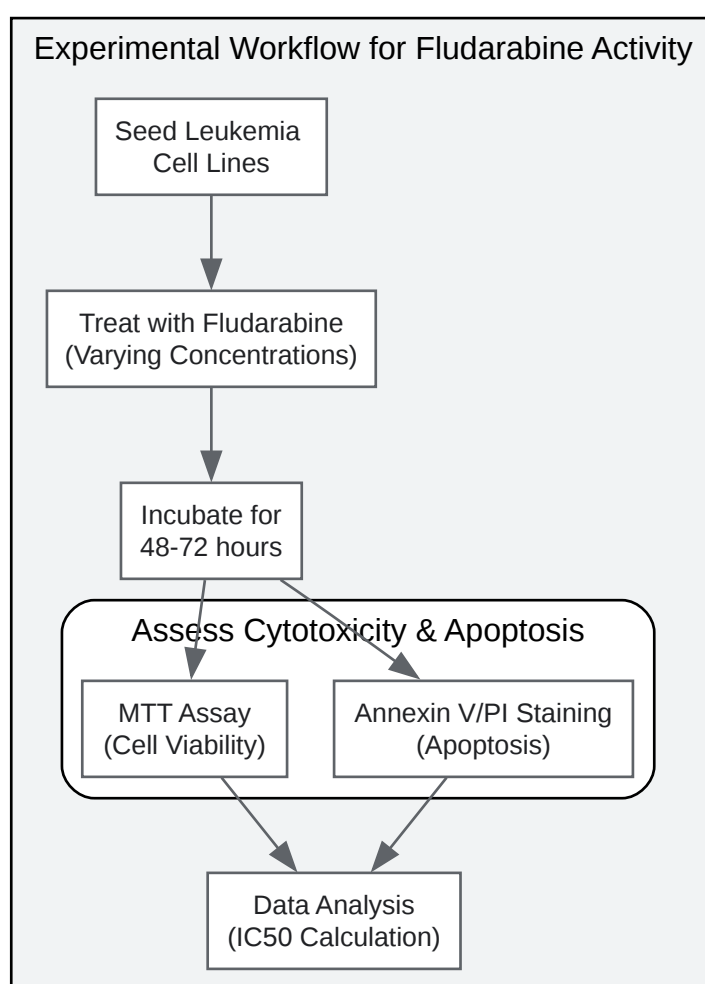 Experimental Workflow for Fludarabine Activity
Seed Leukemia
Cell Lines
Treat with Fludarabine
(Varying Concentrations)
Incubate for
48-72 hours
Assess Cytotoxicity & Apoptosis
MTT Assay
(Cell Viability)
Annexin V/PI Staining
(Apoptosis)
Data Analysis
(IC50 Calculation)